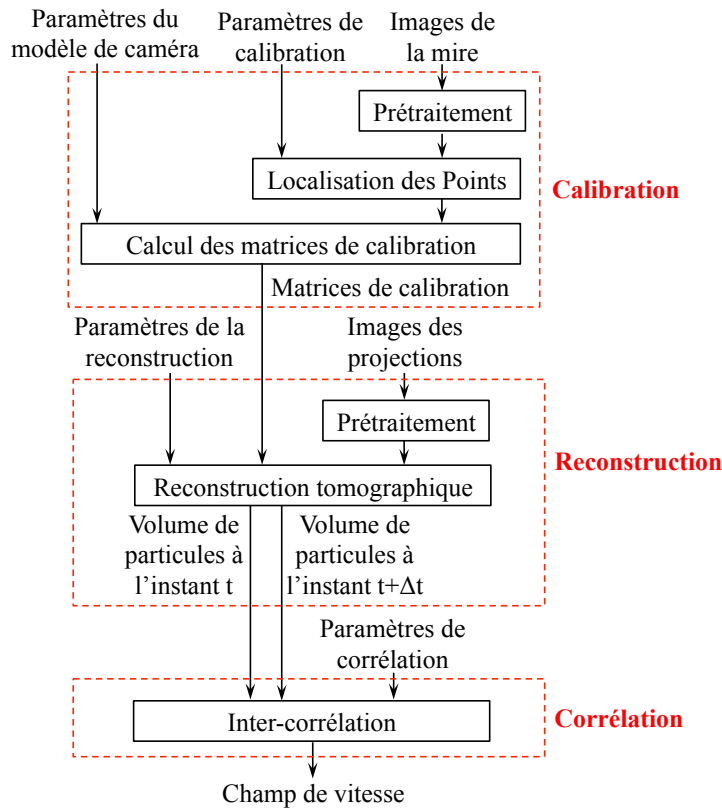 Paramètres du
modèle de caméra
Paramètres de
calibration
Images de
la mire
Prétraitement
Localisation des Points
Calibration
Calcul des matrices de calibration
Matrices de calibration
Paramètres de la
reconstruction
Images des
projections
Prétraitement
Reconstruction
Reconstruction tomographique
Volume de
particules à
l’instant t
Volume de
particules à
l’instant t+Δt
Paramètres de
corrélation
Inter-corrélation
Corrélation
Champ de vitesse